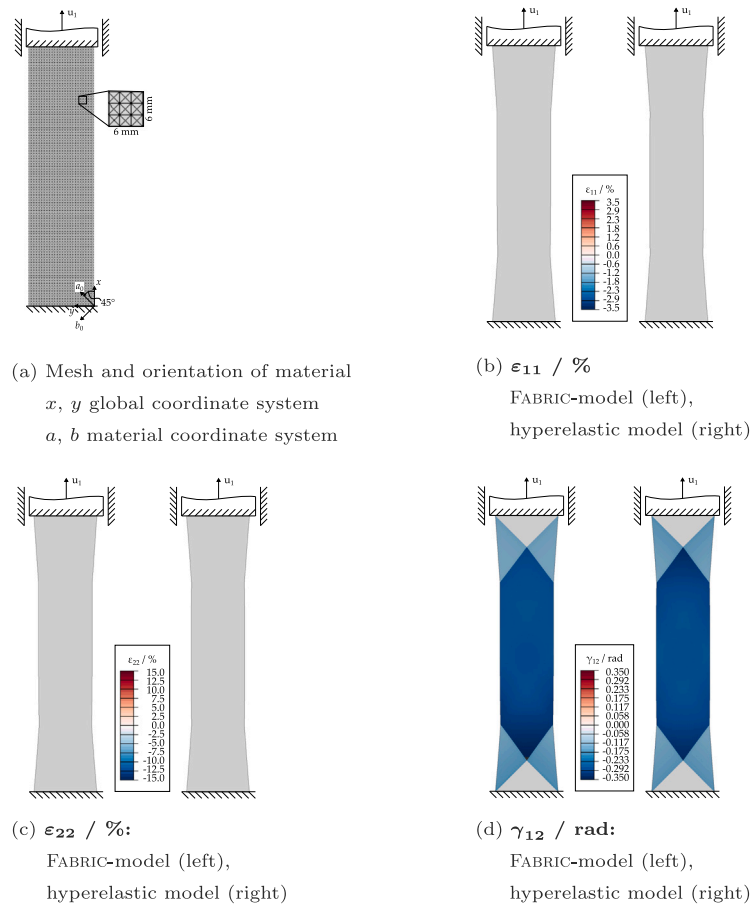 u₁
6 mm
6 mm
x
a₀
45°
y
b₀
(a) Mesh and orientation of material
x, y global coordinate system
a, b material coordinate system
u₁
u₁
ε₁₁ / %
3.5
2.9
2.3
1.8
1.2
0.6
0.0
-0.6
-1.2
-1.8
-2.3
-2.9
-3.5
(b) ε₁₁ / %
FABRIC-model (left),
hyperelastic model (right)
u₁
u₁
ε₂₂ / %
15.0
12.5
10.0
7.5
5.0
2.5
0.0
-2.5
-5.0
-7.5
-10.0
-12.5
-15.0
(c) ε₂₂ / %:
FABRIC-model (left),
hyperelastic model (right)
u₁
u₁
γ₁₂ / rad
0.350
0.292
0.233
0.175
0.117
0.058
0.000
-0.058
-0.117
-0.175
-0.233
-0.292
-0.350
(d) γ₁₂ / rad:
FABRIC-model (left),
hyperelastic model (right)